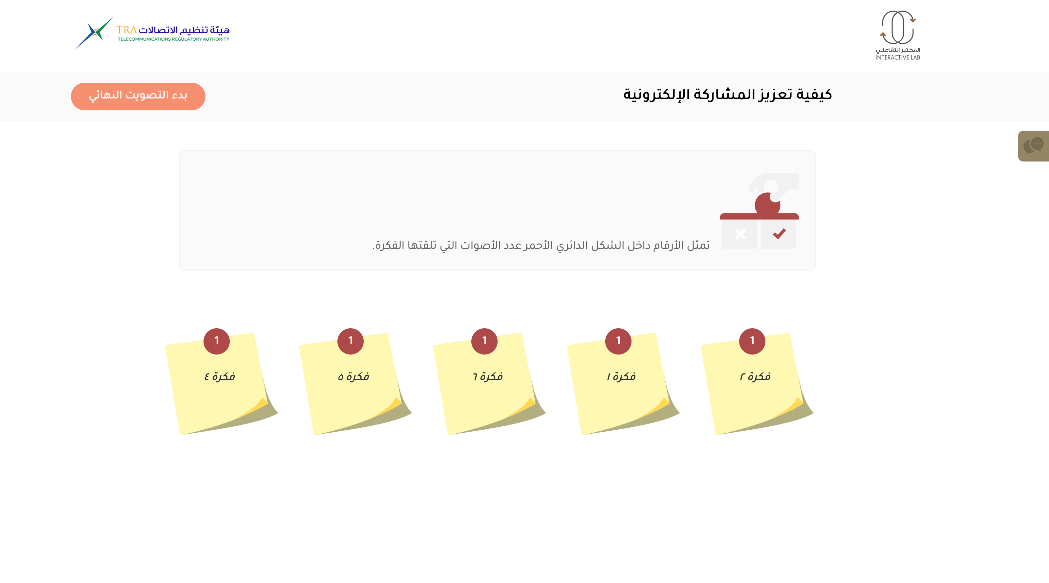 المختبر التفاعلـي
INTERACTIVE LAB
هيئة تنظيم الاتصالات TRA
TELECOMMUNICATIONS REGULATORY AUTHORITY
كيفية تعزيز المشاركة الإلكترونية
بدء التصويت النهائي
تمثل الأرقام داخل الشكل الدائري الأحمر عدد الأصوات التي تلقتها الفكرة.
1
فكرة ٢
1
فكرة ١
1
فكرة ٦
1
فكرة ٥
1
فكرة ٤